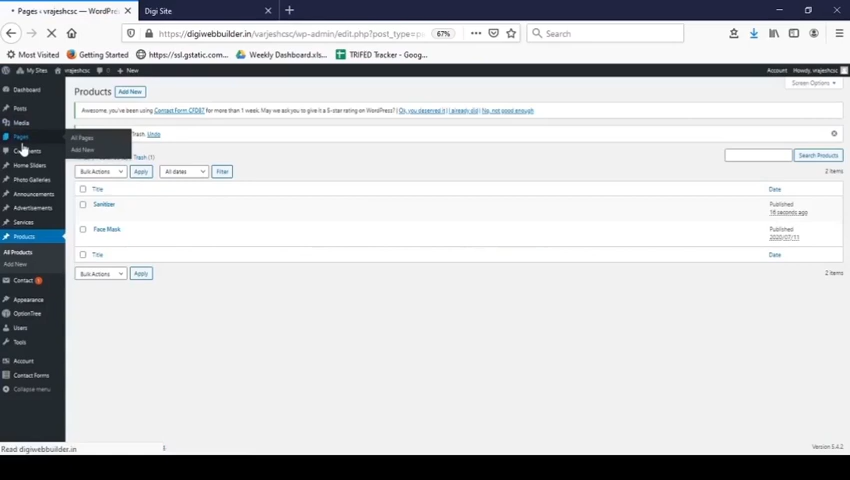 Pages ‹ vrajeshcsc — WordPre
Digi Site
https://digiwebbuilder.in/varjeshcsc/wp-admin/edit.php?post_type=p
67%
Search
Most Visited
Getting Started
https://ssl.gstatic.com...
Weekly Dashboard.xls...
TRIFED Tracker - Goog...
My Sites
vrajeshcsc
New
Account
Howdy, vrajeshcsc
Dashboard
Products
Add New
Screen Options
Posts
Awesome, you've been using Contact Form CFDB7 for more than 1 week. May we ask you to give it a 5-star rating on WordPress? | Ok, you deserved it | I already did | No, not good enough
Media
Pages
All Pages
Trash. Undo
Add New
Trash (1)
Search Products
Home Sliders
Bulk Actions
Apply
All dates
Filter
2 items
Photo Galleries
Title
Date
Announcements
Sanitizer
Published
16 seconds ago
Advertisements
Services
Face Mask
Published
2020/07/11
Products
All Products
Title
Date
Add New
Bulk Actions
Apply
2 items
Contact
Appearance
OptionTree
Users
Tools
Account
Contact Forms
Collapse menu
Read digiwebbuilder.in
Version 5.4.2